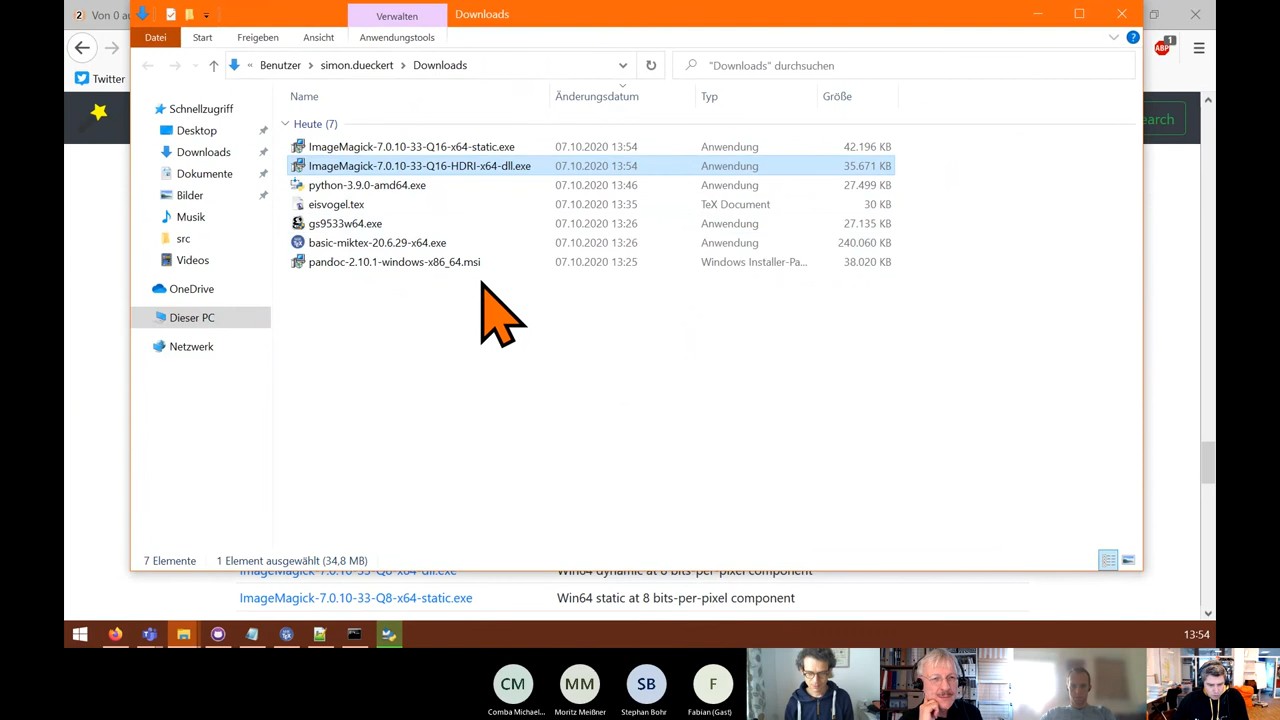 Von 0 au
Verwalten
Downloads
Datei
Start
Freigeben
Ansicht
Anwendungstools
?
« Benutzer > simon.dueckert > Downloads
"Downloads" durchsuchen
ABP
1
Twitter
Name
Änderungsdatum
Typ
Größe
Schnellzugriff
Desktop
Downloads
Dokumente
Bilder
Musik
src
Videos
OneDrive
Dieser PC
Netzwerk
earch
Heute (7)
ImageMagick-7.0.10-33-Q16-x64-static.exe 07.10.2020 13:54 Anwendung 42.196 KB
ImageMagick-7.0.10-33-Q16-HDRI-x64-dll.exe 07.10.2020 13:54 Anwendung 35.671 KB
python-3.9.0-amd64.exe 07.10.2020 13:46 Anwendung 27.499 KB
eisvogel.tex 07.10.2020 13:35 TeX Document 30 KB
gs9533w64.exe 07.10.2020 13:26 Anwendung 27.135 KB
basic-miktex-20.6.29-x64.exe 07.10.2020 13:26 Anwendung 240.060 KB
pandoc-2.10.1-windows-x86_64.msi 07.10.2020 13:25 Windows Installer-Pa... 38.020 KB
7 Elemente
1 Element ausgewählt (34,8 MB)
ImageMagick-7.0.10-33-Q8-x64-dll.exe Win64 dynamic at 8 bits-per-pixel component
ImageMagick-7.0.10-33-Q8-x64-static.exe Win64 static at 8 bits-per-pixel component
13:54
CM
MM
SB
F
Comba Michael...
Moritz Meißner
Stephan Bohr
Fabian (Gast)